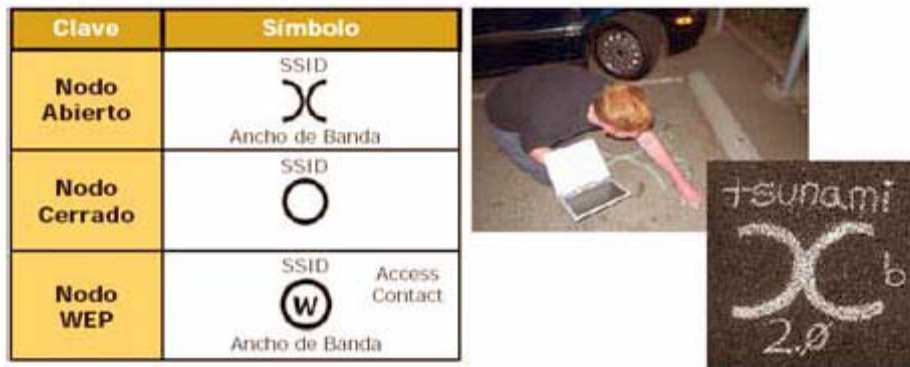 Clave Símbolo
Nodo
Abierto
SSID
Ancho de Banda
Nodo
Cerrado
SSID
Nodo
WEP
SSID
W
Access
Contact
Ancho de Banda
tsunami
b
2.0